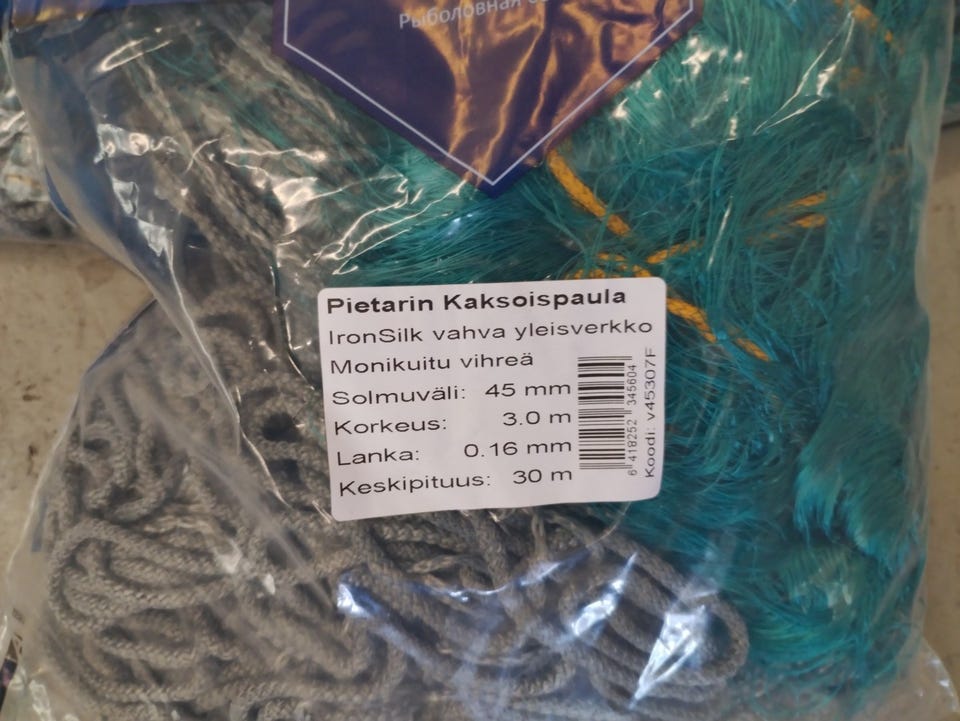 Рыболовная
Pietarin Kaksoispaula
IronSilk vahva yleisverkko
Monikuitu vihreä
Solmuväli: 45 mm
Korkeus: 3.0 m
Lanka: 0.16 mm
Keskipituus: 30 m
6 418252 345604
Koodi: v45307F